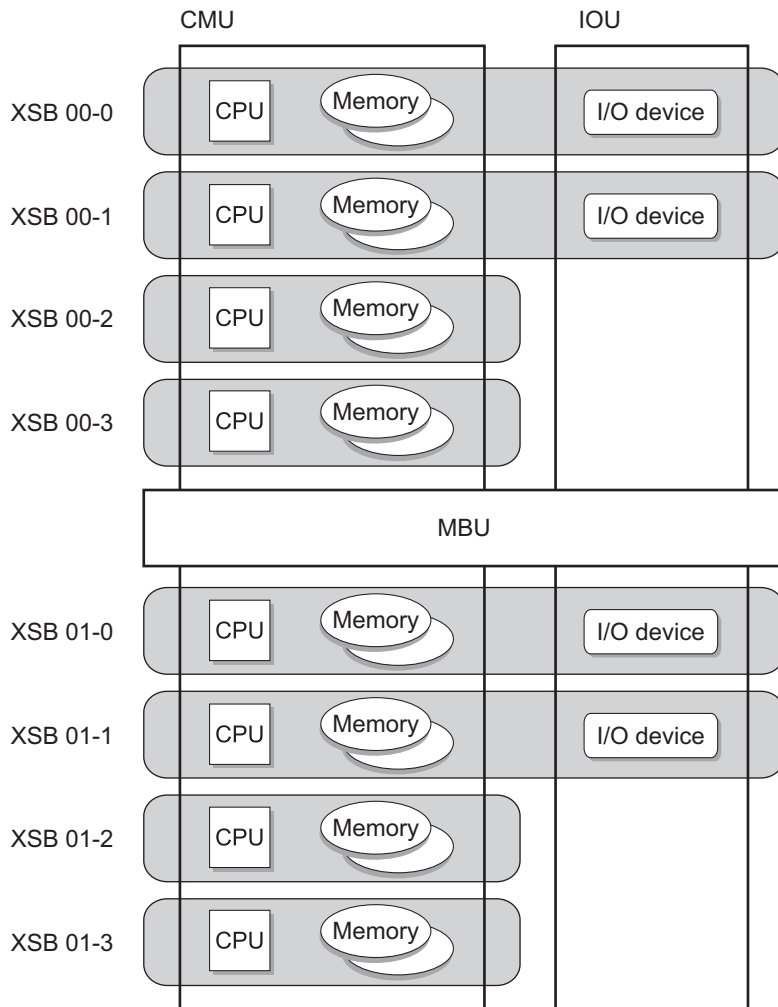 CMU IOU
XSB 00-0 CPU Memory I/O device
XSB 00-1 CPU Memory I/O device
XSB 00-2 CPU Memory
XSB 00-3 CPU Memory
MBU
XSB 01-0 CPU Memory I/O device
XSB 01-1 CPU Memory I/O device
XSB 01-2 CPU Memory
XSB 01-3 CPU Memory